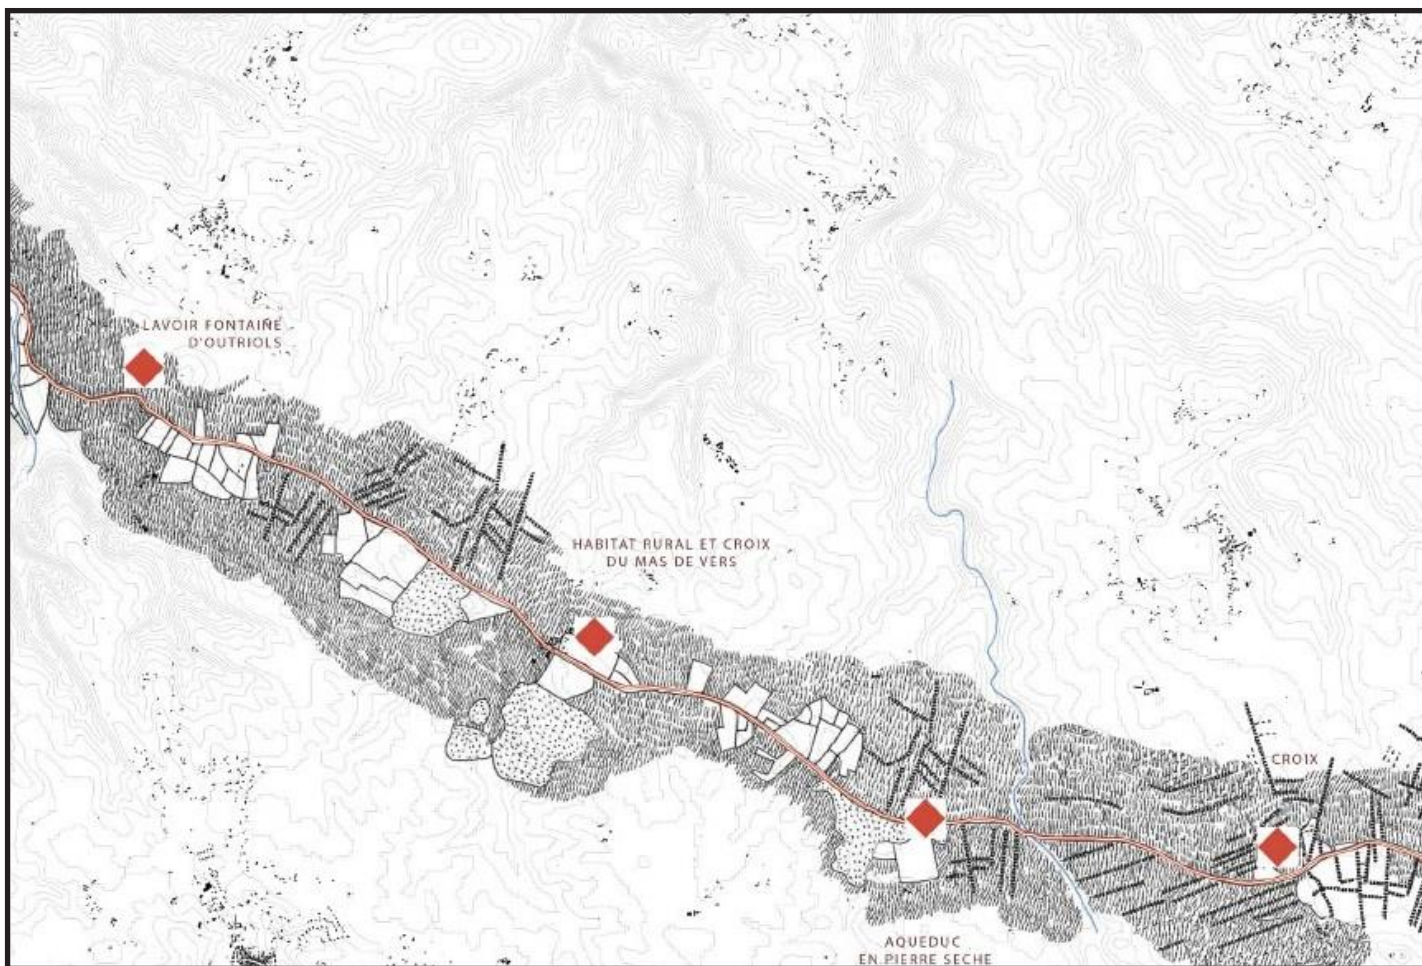 LAVOIR FONTAINE
D'OUTRIOLS
HABITAT RURAL ET CROIX
DU MAS DE VERS
CROIX
AQUEDUC
EN PIERRE SECHE